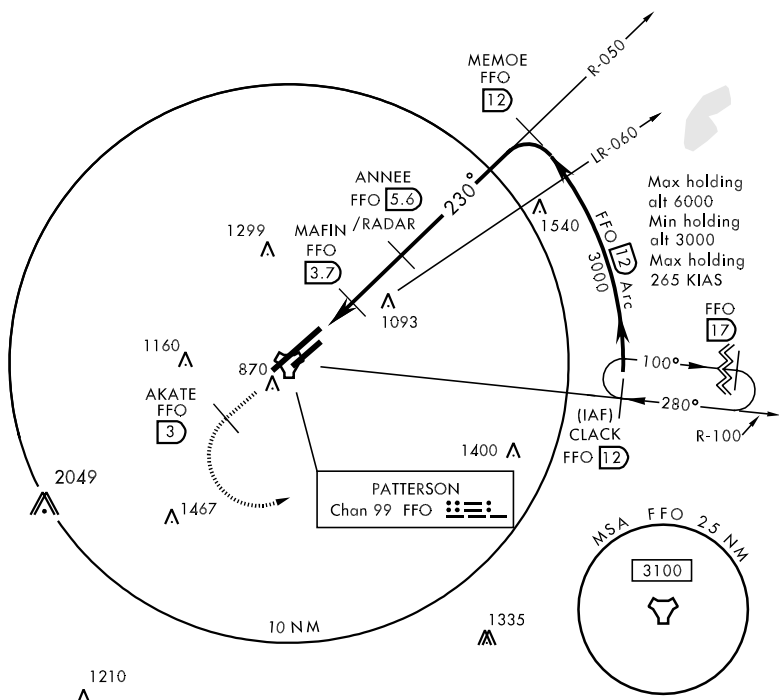 MEMOE
FFO
12
R-050
LR-060
ANNEE
FFO 5.6
/RADAR
230°
MAFIN
FFO
3.7
1299
1540
Max holding
alt 6000
Min holding
alt 3000
Max holding
265 KIAS
FFO 12 Arc
3000
FFO
17
1093
1160
870
100°
280°
R-100
AKATE
FFO
3
(IAF)
CLACK
FFO 12
1400
2049
1467
PATTERSON
Chan 99 FFO
MSA FFO 25 NM
3100
10 NM
1335
1210